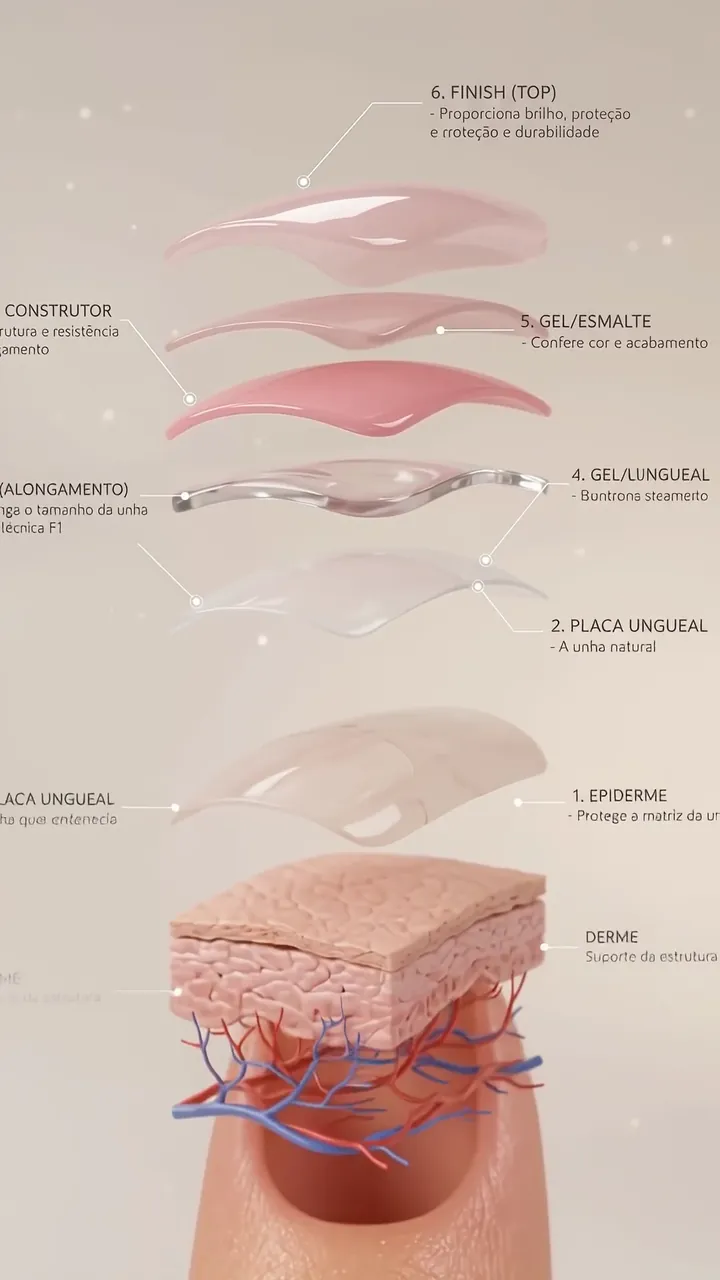 6. FINISH (TOP)
- Proporciona brilho, proteção
e rroteção e durabilidade
CONSTRUTOR
rutura e resistência
gamento
5. GEL/ESMALTE
- Confere cor e acabamento
(ALONGAMENTO)
nga o tamanho da unha
técnica F1
4. GEL/LUNGUEAL
- Buntrona steamerto
2. PLACA UNGUEAL
- A unha natural
LACA UNGUEAL
ha que entenecia
1. EPIDERME
- Protege a matriz da un
DERME
Suporte da estrutura